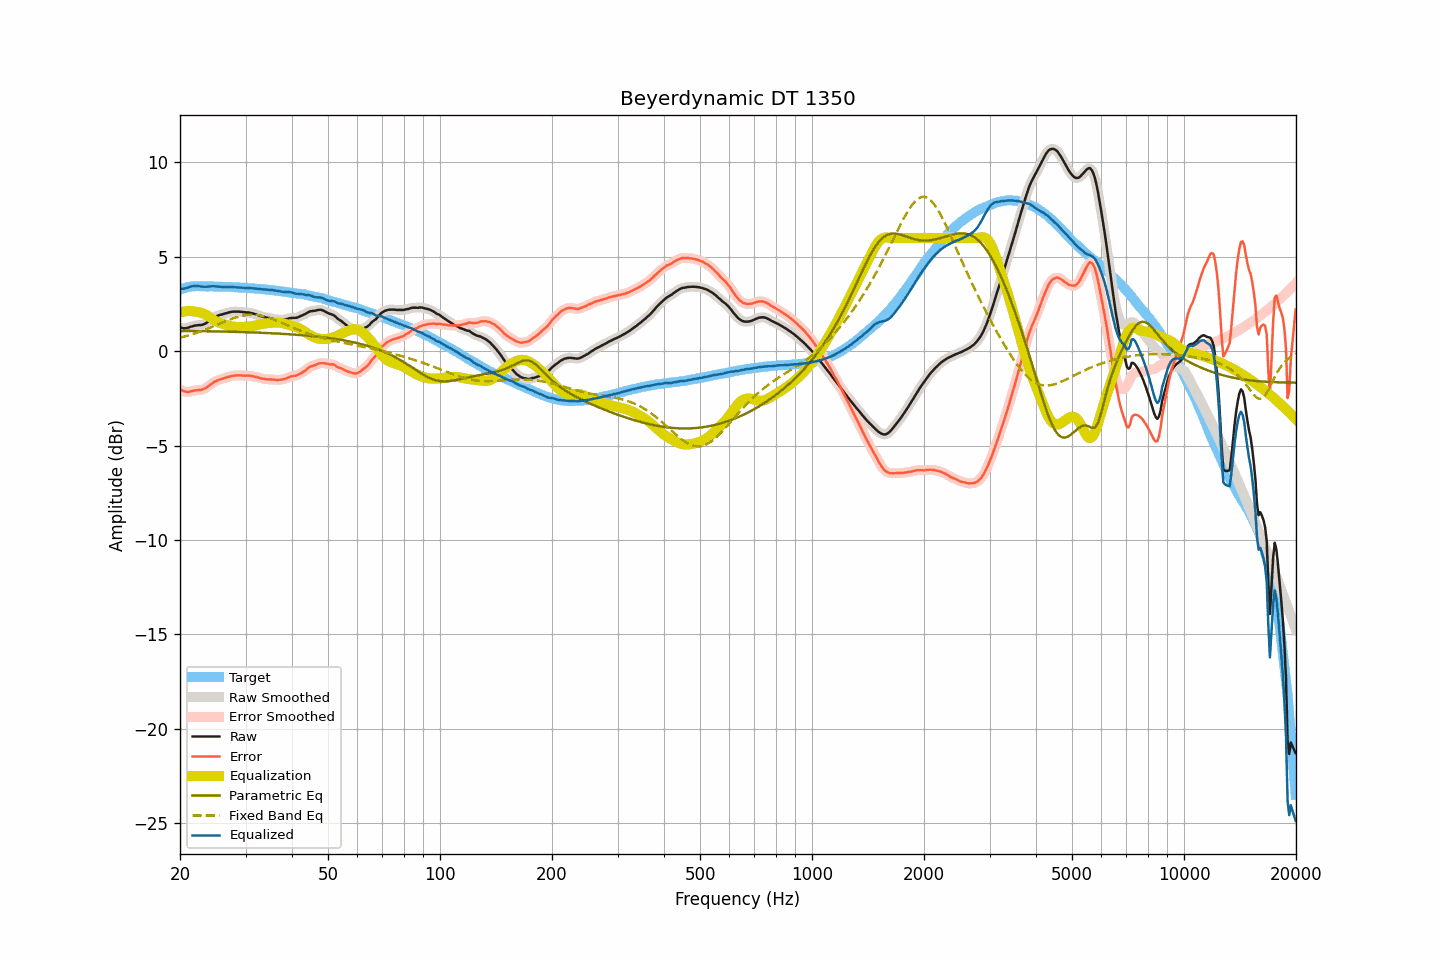 Beyerdynamic DT 1350
10
5
0
−5
−10
−15
−20
−25
Amplitude (dBr)
Target
Raw Smoothed
Error Smoothed
Raw
Error
Equalization
Parametric Eq
Fixed Band Eq
Equalized
20 50 100 200 500 1000 2000 5000 10000 20000
Frequency (Hz)